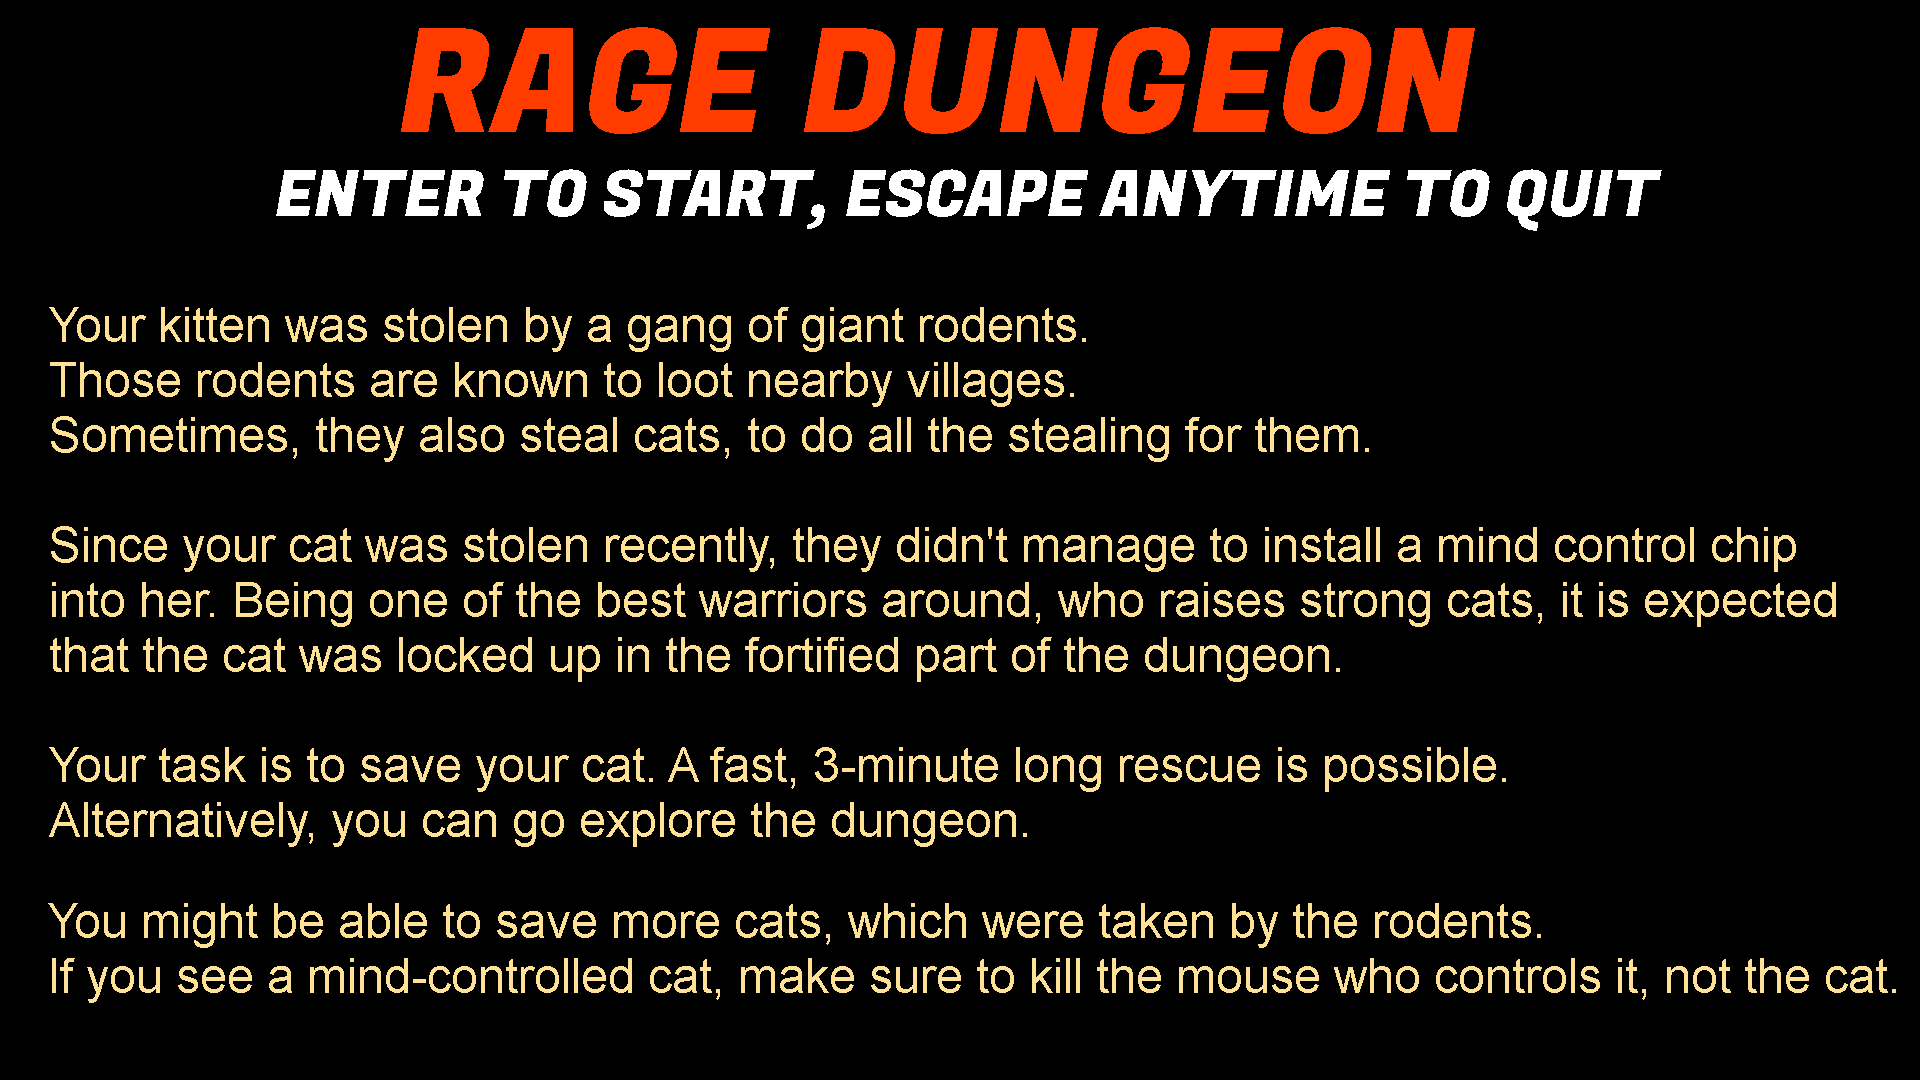 RAGE DUNGEON
ENTER TO START, ESCAPE ANYTIME TO QUIT
Your kitten was stolen by a gang of giant rodents.
Those rodents are known to loot nearby villages.
Sometimes, they also steal cats, to do all the stealing for them.
Since your cat was stolen recently, they didn't manage to install a mind control chip
into her. Being one of the best warriors around, who raises strong cats, it is expected
that the cat was locked up in the fortified part of the dungeon.
Your task is to save your cat. A fast, 3-minute long rescue is possible.
Alternatively, you can go explore the dungeon.
You might be able to save more cats, which were taken by the rodents.
If you see a mind-controlled cat, make sure to kill the mouse who controls it, not the cat.